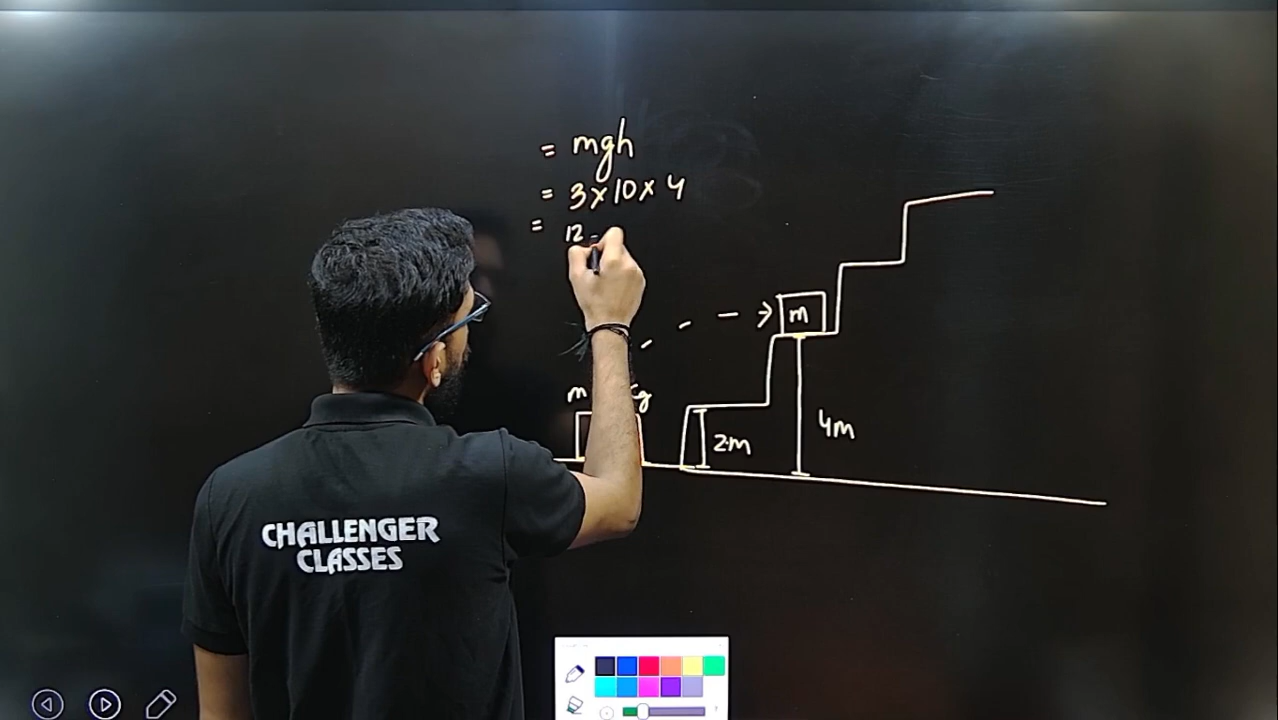 = mgh
= 3×10×4
= 12
m
m g
4m
2m
CHALLENGER
CLASSES